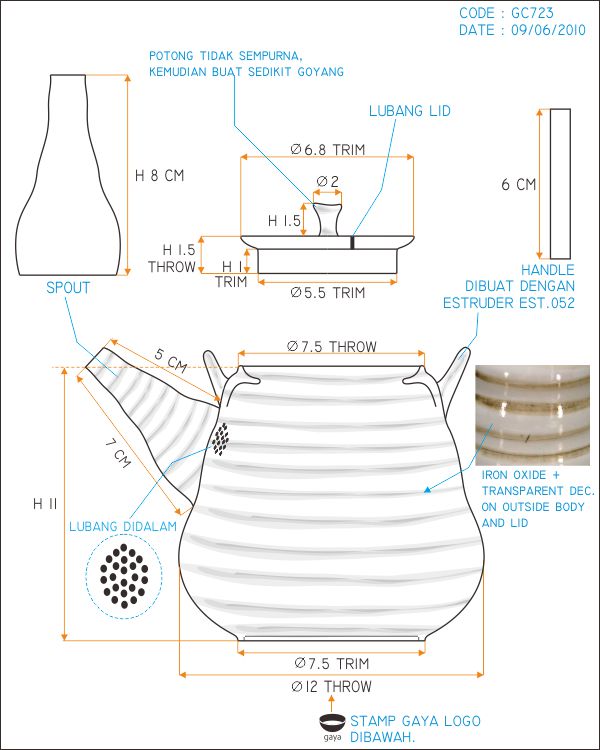 CODE : GC723
DATE : 09/06/2010
POTONG TIDAK SEMPURNA,
KEMUDIAN BUAT SEDIKIT GOYANG
LUBANG LID
Ø6.8 TRIM
Ø2
H 8 CM
6 CM
H 1.5
H 1.5
THROW
H 1
TRIM
Ø5.5 TRIM
SPOUT
HANDLE
DIBUAT DENGAN
ESTRUDER EST.052
Ø7.5 THROW
5 CM
7 CM
H 11
LUBANG DIDALAM
IRON OXIDE +
TRANSPARENT DEC.
ON OUTSIDE BODY
AND LID
Ø7.5 TRIM
Ø12 THROW
gaya
STAMP GAYA LOGO
DIBAWAH.